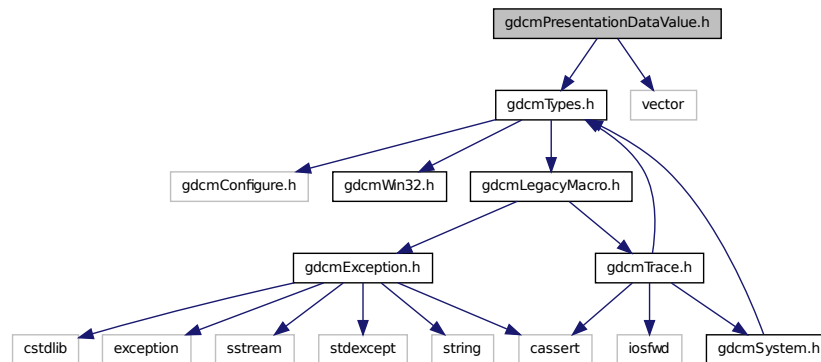 gdcmPresentationDataValue.h
gdcmTypes.h
vector
gdcmConfigure.h
gdcmWin32.h
gdcmLegacyMacro.h
gdcmException.h
gdcmTrace.h
cstdlib
exception
sstream
stdexcept
string
cassert
iosfwd
gdcmSystem.h